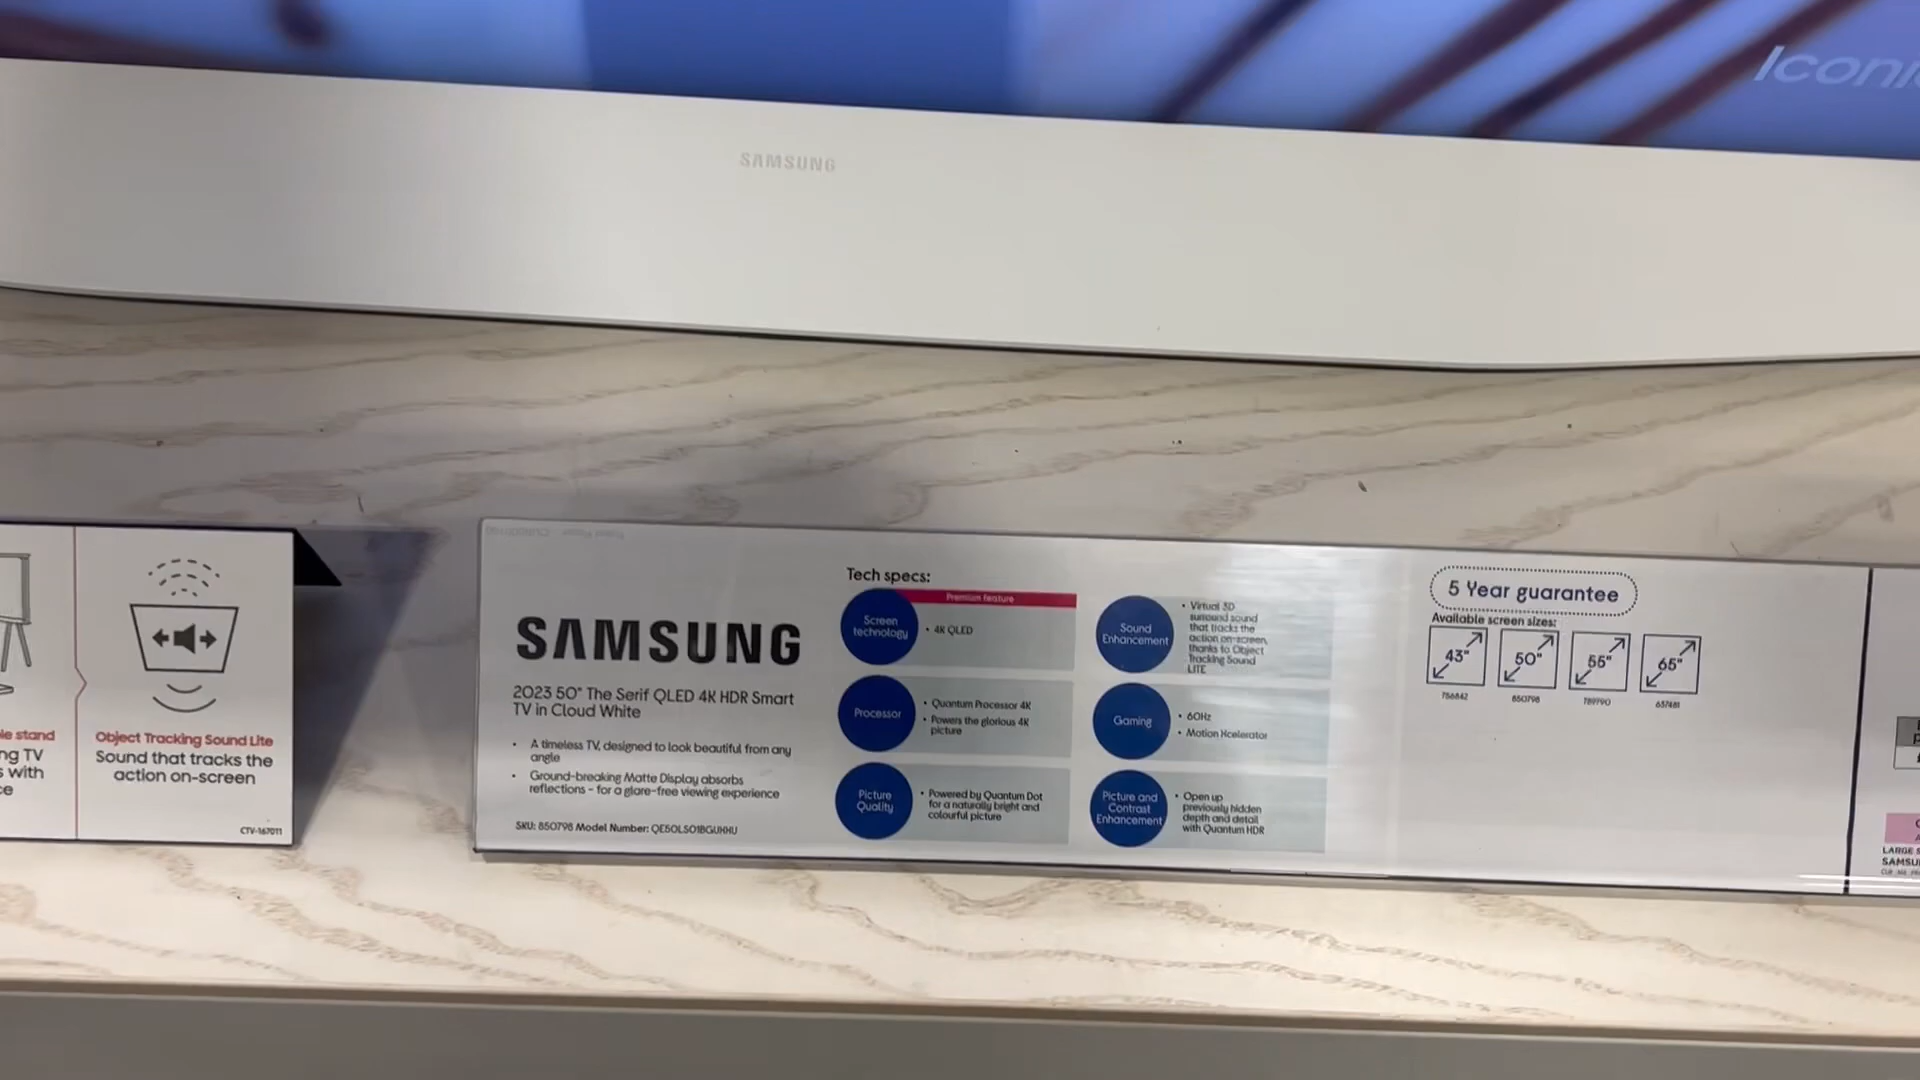 Iconi
SAMSUNG
le stand
ng TV
s with
ce
Object Tracking Sound Lite
Sound that tracks the
action on-screen
CTV-167011
SAMSUNG
2023 50" The Serif QLED 4K HDR Smart
TV in Cloud White
• A timeless TV, designed to look beautiful from any
angle
• Ground-breaking Matte Display absorbs
reflections - for a glare-free viewing experience
SKU: 850798 Model Number: QE50LS01BGUXXU
Tech specs:
Premium feature
Screen
technology
• 4K QLED
Processor
• Quantum Processor 4K
• Powers the glorious 4K
picture
Picture
Quality
• Powered by Quantum Dot
for a naturally bright and
colourful picture
Sound
Enhancement
• Virtual 3D
surround sound
that tracks the
action on-screen,
thanks to Object
Tracking Sound
LITE
Gaming
• 60Hz
• Motion Xcelerator
Picture and
Contrast
Enhancement
• Open up
previously hidden
depth and detail
with Quantum HDR
5 Year guarantee
Available screen sizes:
43" 50" 55" 65"
786842 850798 789790 637481
LARGE S
SAMSU